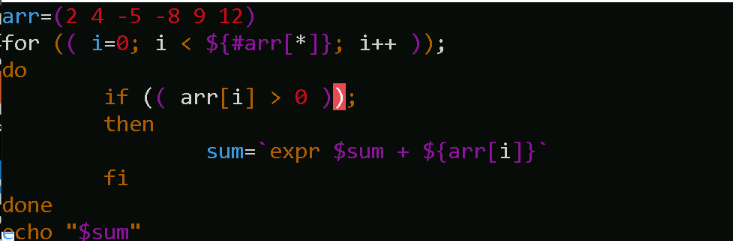 arr=(2 4 -5 -8 9 12)
for (( i=0; i < ${#arr[*]}; i++ ));
do
        if (( arr[i] > 0 ));
        then
                sum=`expr $sum + ${arr[i]}`
        fi
done
echo "$sum"